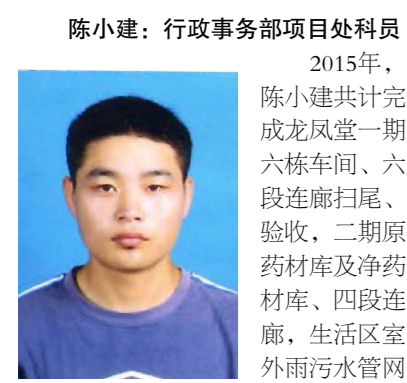 陈小建：行政事务部项目处科员
2015年，
陈小建共计完
成龙凤堂一期
六栋车间、六
段连廊扫尾、
验收，二期原
药材库及净药
材库、四段连
廊，生活区室
外雨污水管网